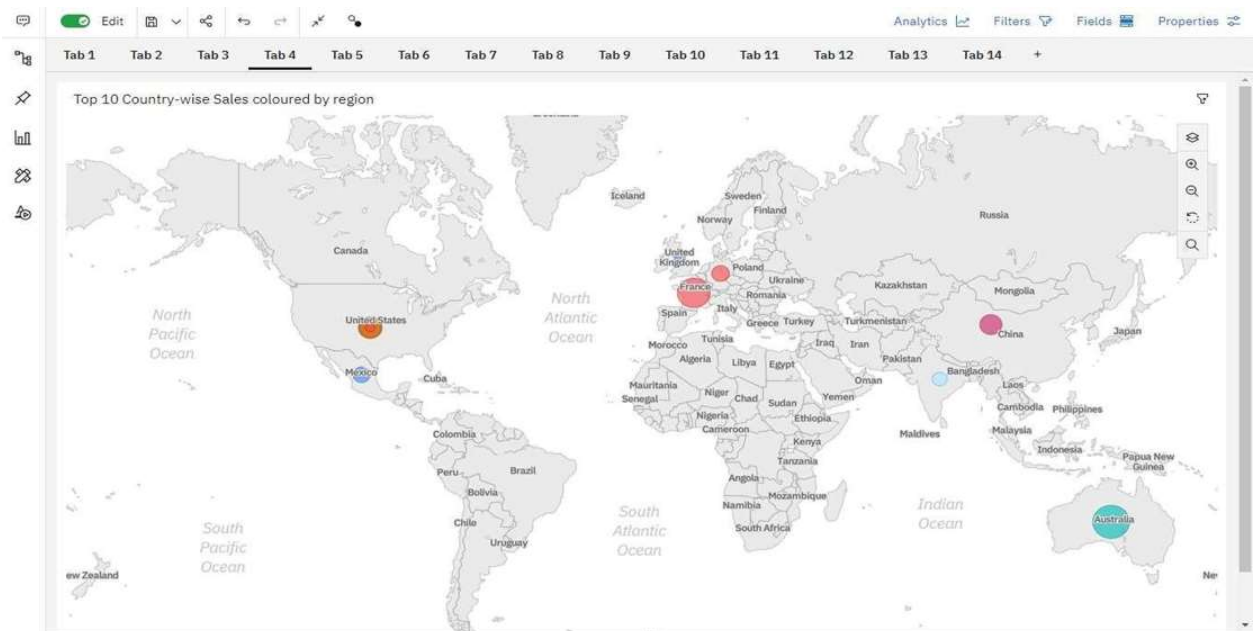 Edit
Analytics Filters Fields Properties
Tab 1 Tab 2 Tab 3 Tab 4 Tab 5 Tab 6 Tab 7 Tab 8 Tab 9 Tab 10 Tab 11 Tab 12 Tab 13 Tab 14 +
Top 10 Country-wise Sales coloured by region
Iceland
Sweden
Finland
Norway
Russia
Canada
United
Kingdom
Poland
Ukraine
Kazakhstan
Mongolia
France
Romania
North
Pacific
Ocean
North
Atlantic
Ocean
United States
Spain
Italy
Greece
Turkey
Turkmenistan
China
Japan
Morocco
Tunisia
Iraq
Iran
Algeria
Libya
Egypt
Pakistan
Mexico
Cuba
Bangladesh
Oman
Laos
Mauritania
Senegal
Niger
Chad
Sudan
Yemen
Cambodia
Philippines
Nigeria
Cameroon
Ethiopia
Colombia
Maldives
Malaysia
Kenya
Indonesia
Tanzania
Papua New
Guinea
Peru
Brazil
Angola
Bolivia
Mozambique
Namibia
Indian
Ocean
South
Pacific
Ocean
South
Atlantic
Ocean
Chile
South Africa
Australia
Uruguay
ew Zealand
Ne